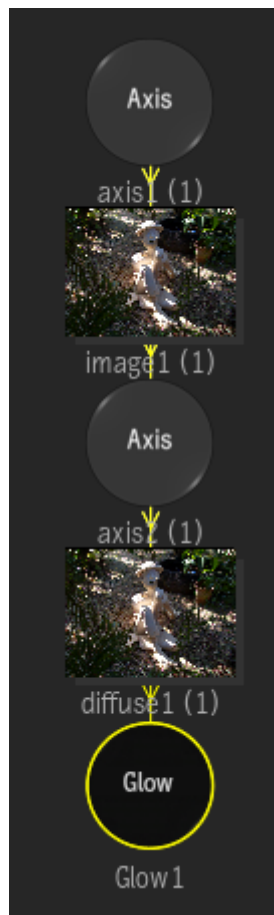 Axis
axis1 (1)
image1 (1)
Axis
axis2 (1)
diffuse1 (1)
Glow
Glow1